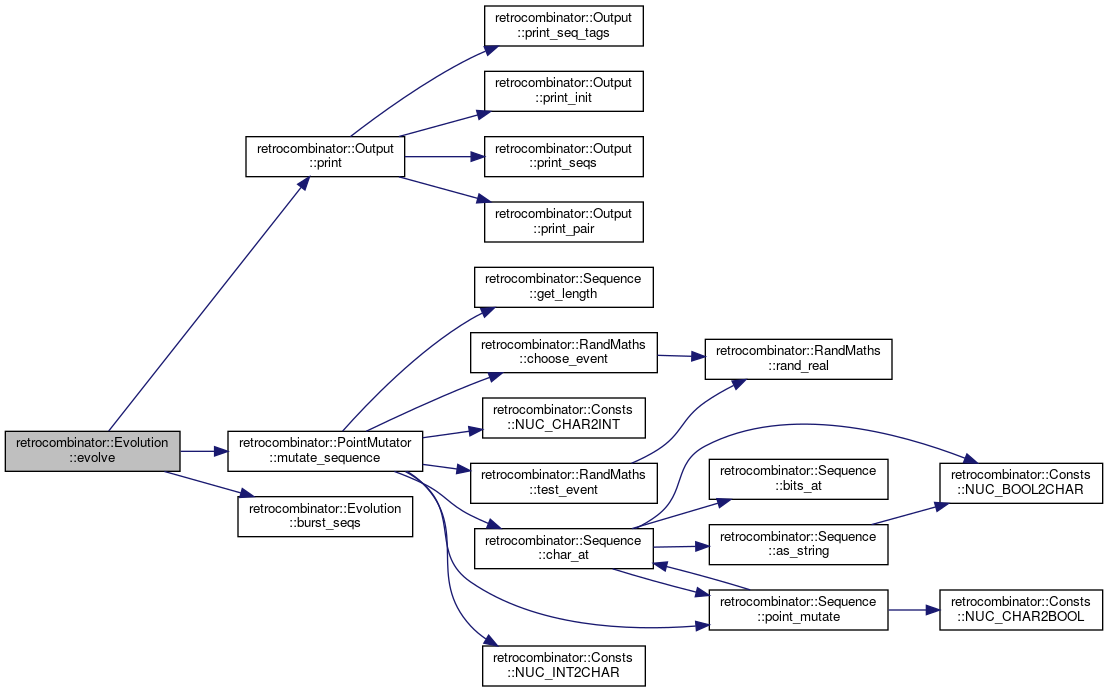 retrocombinator::Output
::print_seq_tags
retrocombinator::Output
::print_init
retrocombinator::Output
::print
retrocombinator::Output
::print_seqs
retrocombinator::Output
::print_pair
retrocombinator::Sequence
::get_length
retrocombinator::RandMaths
::choose_event
retrocombinator::RandMaths
::rand_real
retrocombinator::Consts
::NUC_CHAR2INT
retrocombinator::Evolution
::evolve
retrocombinator::PointMutator
::mutate_sequence
retrocombinator::RandMaths
::test_event
retrocombinator::Sequence
::bits_at
retrocombinator::Consts
::NUC_BOOL2CHAR
retrocombinator::Evolution
::burst_seqs
retrocombinator::Sequence
::char_at
retrocombinator::Sequence
::as_string
retrocombinator::Sequence
::point_mutate
retrocombinator::Consts
::NUC_CHAR2BOOL
retrocombinator::Consts
::NUC_INT2CHAR